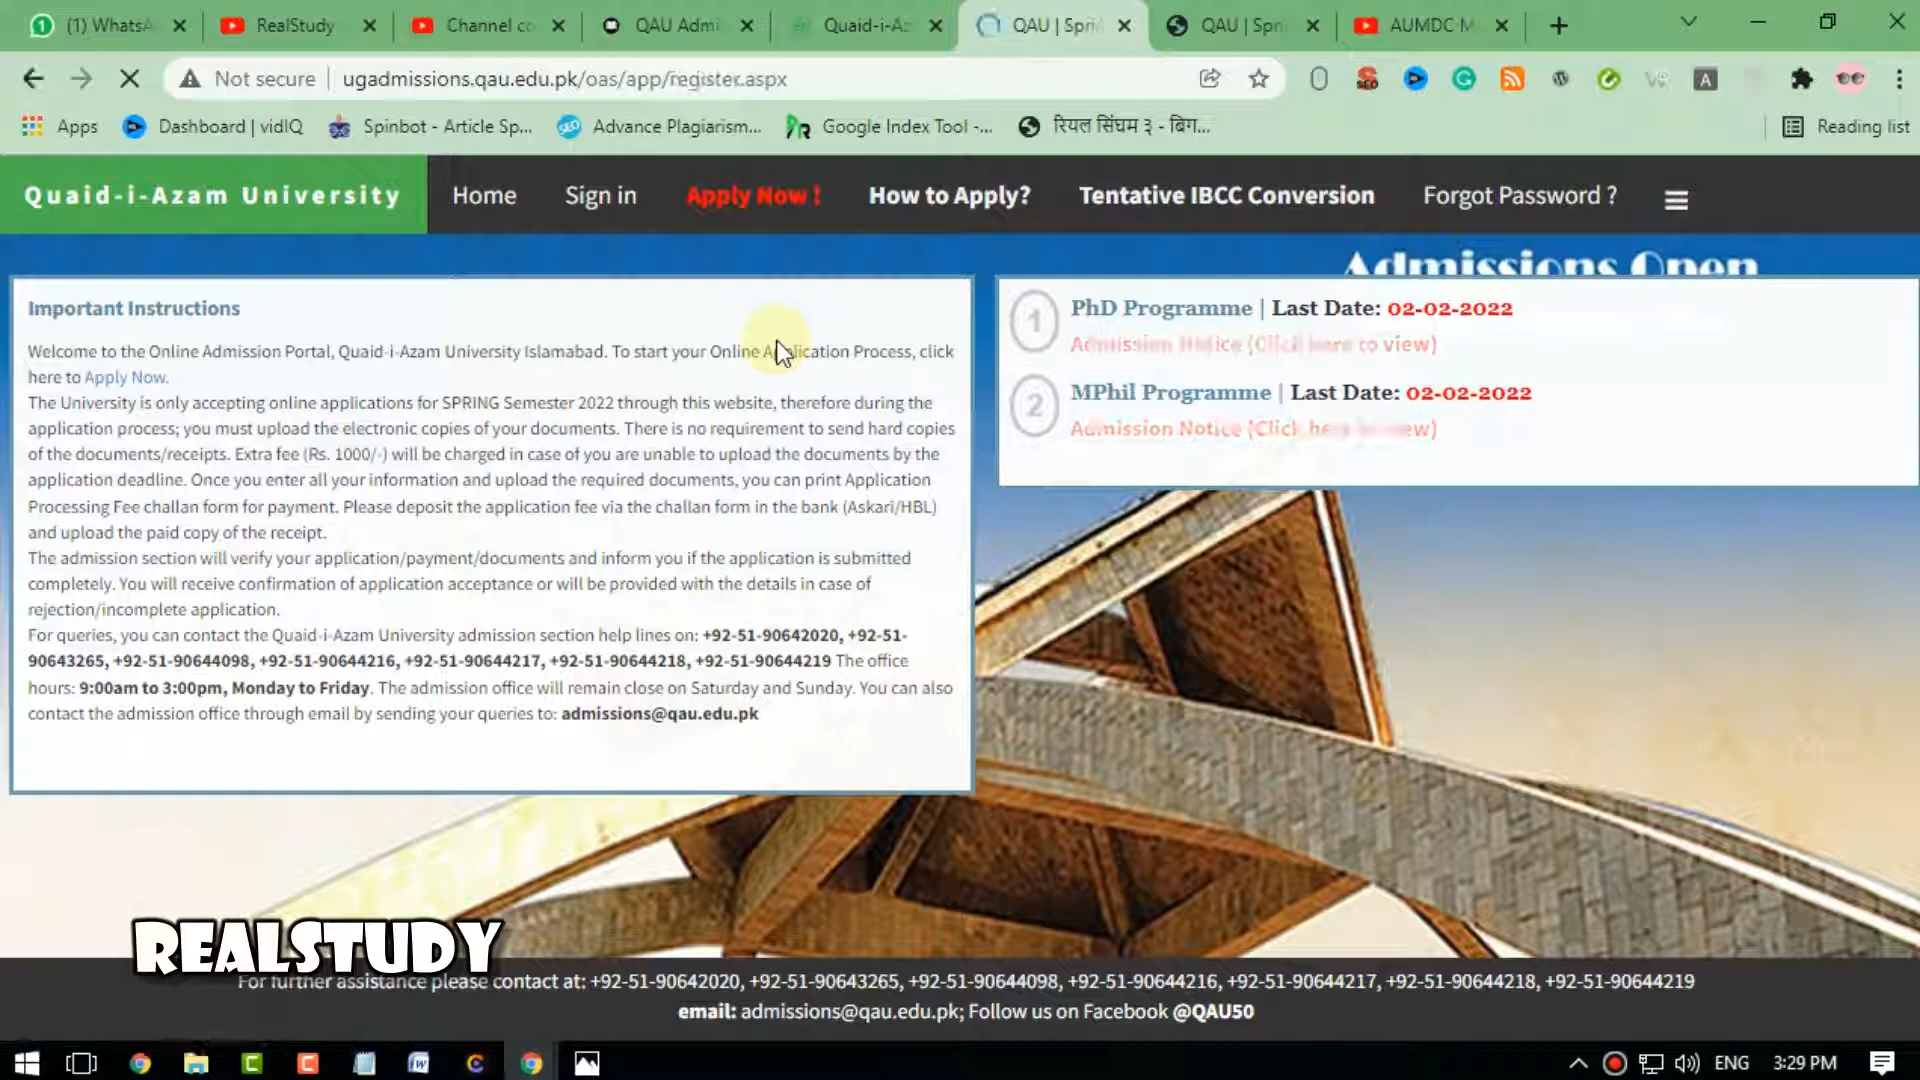 (1) WhatsA
RealStudy
Channel co
QAU Admi
Quaid-i-Az
QAU | Spri
QAU | Spri
AUMDC M
Not secure
ugadmissions.qau.edu.pk/oas/app/register.aspx
Apps
Dashboard | vidIQ
Spinbot - Article Sp...
Advance Plagiarism...
Google Index Tool -...
रियल सिंघम ३ - बिग...
Reading list
Quaid-i-Azam University
Home
Sign in
Apply Now !
How to Apply?
Tentative IBCC Conversion
Forgot Password ?
Admissions Open
Important Instructions
Welcome to the Online Admission Portal, Quaid-i-Azam University Islamabad. To start your Online Application Process, click
here to Apply Now.
The University is only accepting online applications for SPRING Semester 2022 through this website, therefore during the
application process; you must upload the electronic copies of your documents. There is no requirement to send hard copies
of the documents/receipts. Extra fee (Rs. 1000/-) will be charged in case of you are unable to upload the documents by the
application deadline. Once you enter all your information and upload the required documents, you can print Application
Processing Fee challan form for payment. Please deposit the application fee via the challan form in the bank (Askari/HBL)
and upload the paid copy of the receipt.
The admission section will verify your application/payment/documents and inform you if the application is submitted
completely. You will receive confirmation of application acceptance or will be provided with the details in case of
rejection/incomplete application.
For queries, you can contact the Quaid-i-Azam University admission section help lines on: +92-51-90642020, +92-51-
90643265, +92-51-90644098, +92-51-90644216, +92-51-90644217, +92-51-90644218, +92-51-90644219 The office
hours: 9:00am to 3:00pm, Monday to Friday. The admission office will remain close on Saturday and Sunday. You can also
contact the admission office through email by sending your queries to: admissions@qau.edu.pk
1
PhD Programme | Last Date: 02-02-2022
Admission Notice (Click here to view)
2
MPhil Programme | Last Date: 02-02-2022
Admission Notice (Click here to view)
REALSTUDY
For further assistance please contact at: +92-51-90642020, +92-51-90643265, +92-51-90644098, +92-51-90644216, +92-51-90644217, +92-51-90644218, +92-51-90644219
email: admissions@qau.edu.pk; Follow us on Facebook @QAU50
ENG
3:29 PM